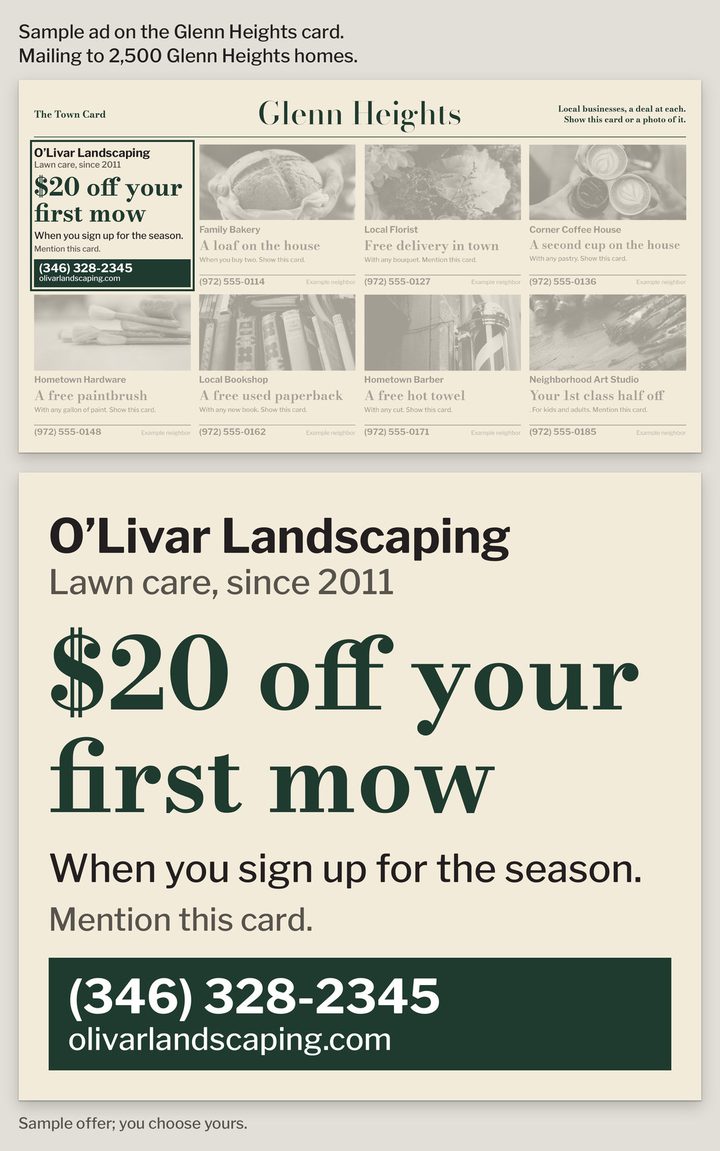 Sample ad on the Glenn Heights card.
Mailing to 2,500 Glenn Heights homes.
The Town Card
Glenn Heights
Local businesses, a deal at each.
Show this card or a photo of it.
O’Livar Landscaping
Lawn care, since 2011
$20 off your
first mow
When you sign up for the season.
Mention this card.
(346) 328-2345
olivarlandscaping.com
Family Bakery
A loaf on the house
When you buy two. Show this card.
(972) 555-0114
Example neighbor
Local Florist
Free delivery in town
With any bouquet. Mention this card.
(972) 555-0127
Example neighbor
Corner Coffee House
A second cup on the house
With any pastry. Show this card.
(972) 555-0136
Example neighbor
Hometown Hardware
A free paintbrush
With any gallon of paint. Show this card.
(972) 555-0148
Example neighbor
Local Bookshop
A free used paperback
With any new book. Show this card.
(972) 555-0162
Example neighbor
Hometown Barber
A free hot towel
With any cut. Show this card.
(972) 555-0171
Example neighbor
Neighborhood Art Studio
Your 1st class half off
For kids and adults. Mention this card.
(972) 555-0185
Example neighbor
O’Livar Landscaping
Lawn care, since 2011
$20 off your
first mow
When you sign up for the season.
Mention this card.
(346) 328-2345
olivarlandscaping.com
Sample offer; you choose yours.